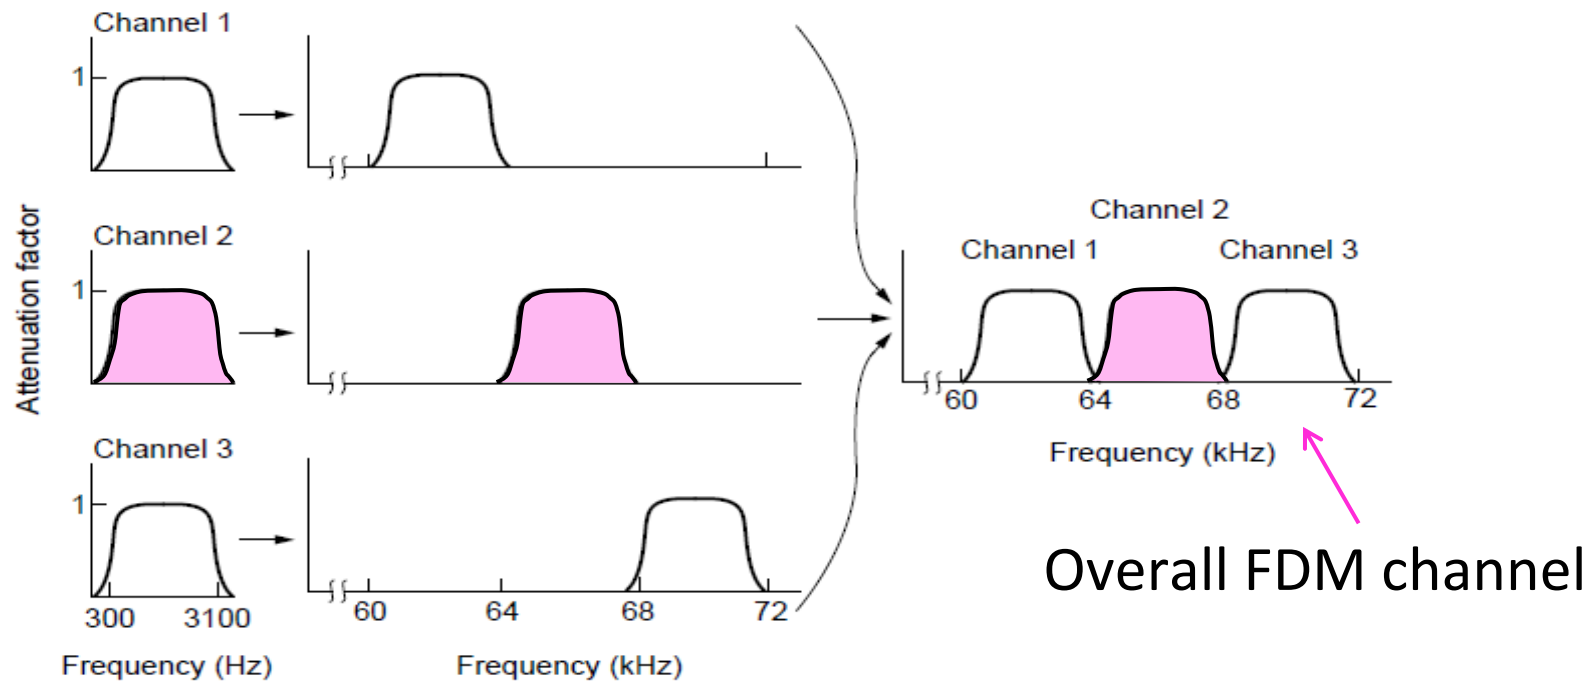 Channel 1
1
Attenuation factor
Channel 2
1
Channel 3
1
300 3100
Frequency (Hz)
60 64 68 72
Frequency (kHz)
Channel 2
Channel 1 Channel 3
60 64 68 72
Frequency (kHz)
Overall FDM channel